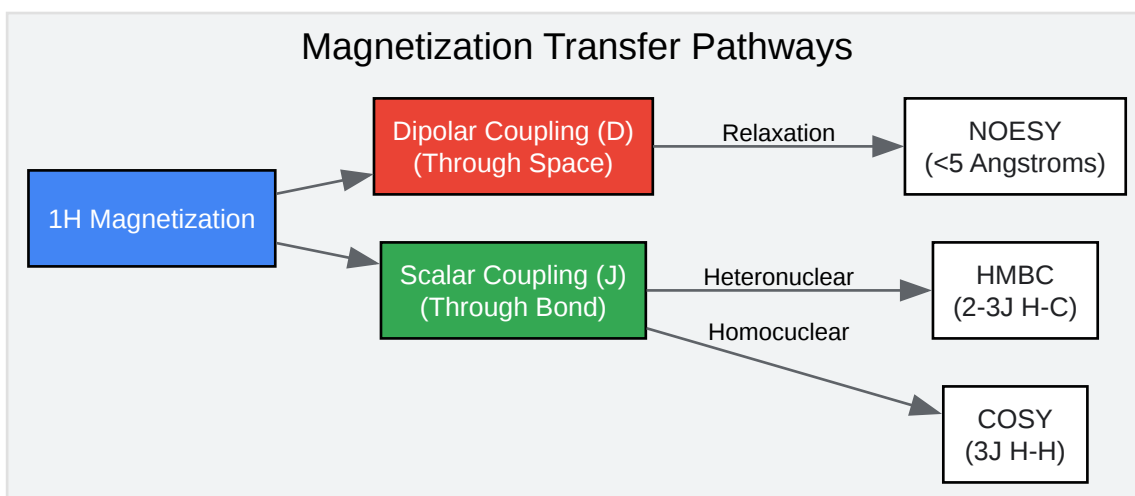 Magnetization Transfer Pathways
1H Magnetization
Dipolar Coupling (D)
(Through Space)
Relaxation
NOESY
(<5 Angstroms)
Scalar Coupling (J)
(Through Bond)
Heteronuclear
HMBC
(2-3J H-C)
Homocuclear
COSY
(3J H-H)